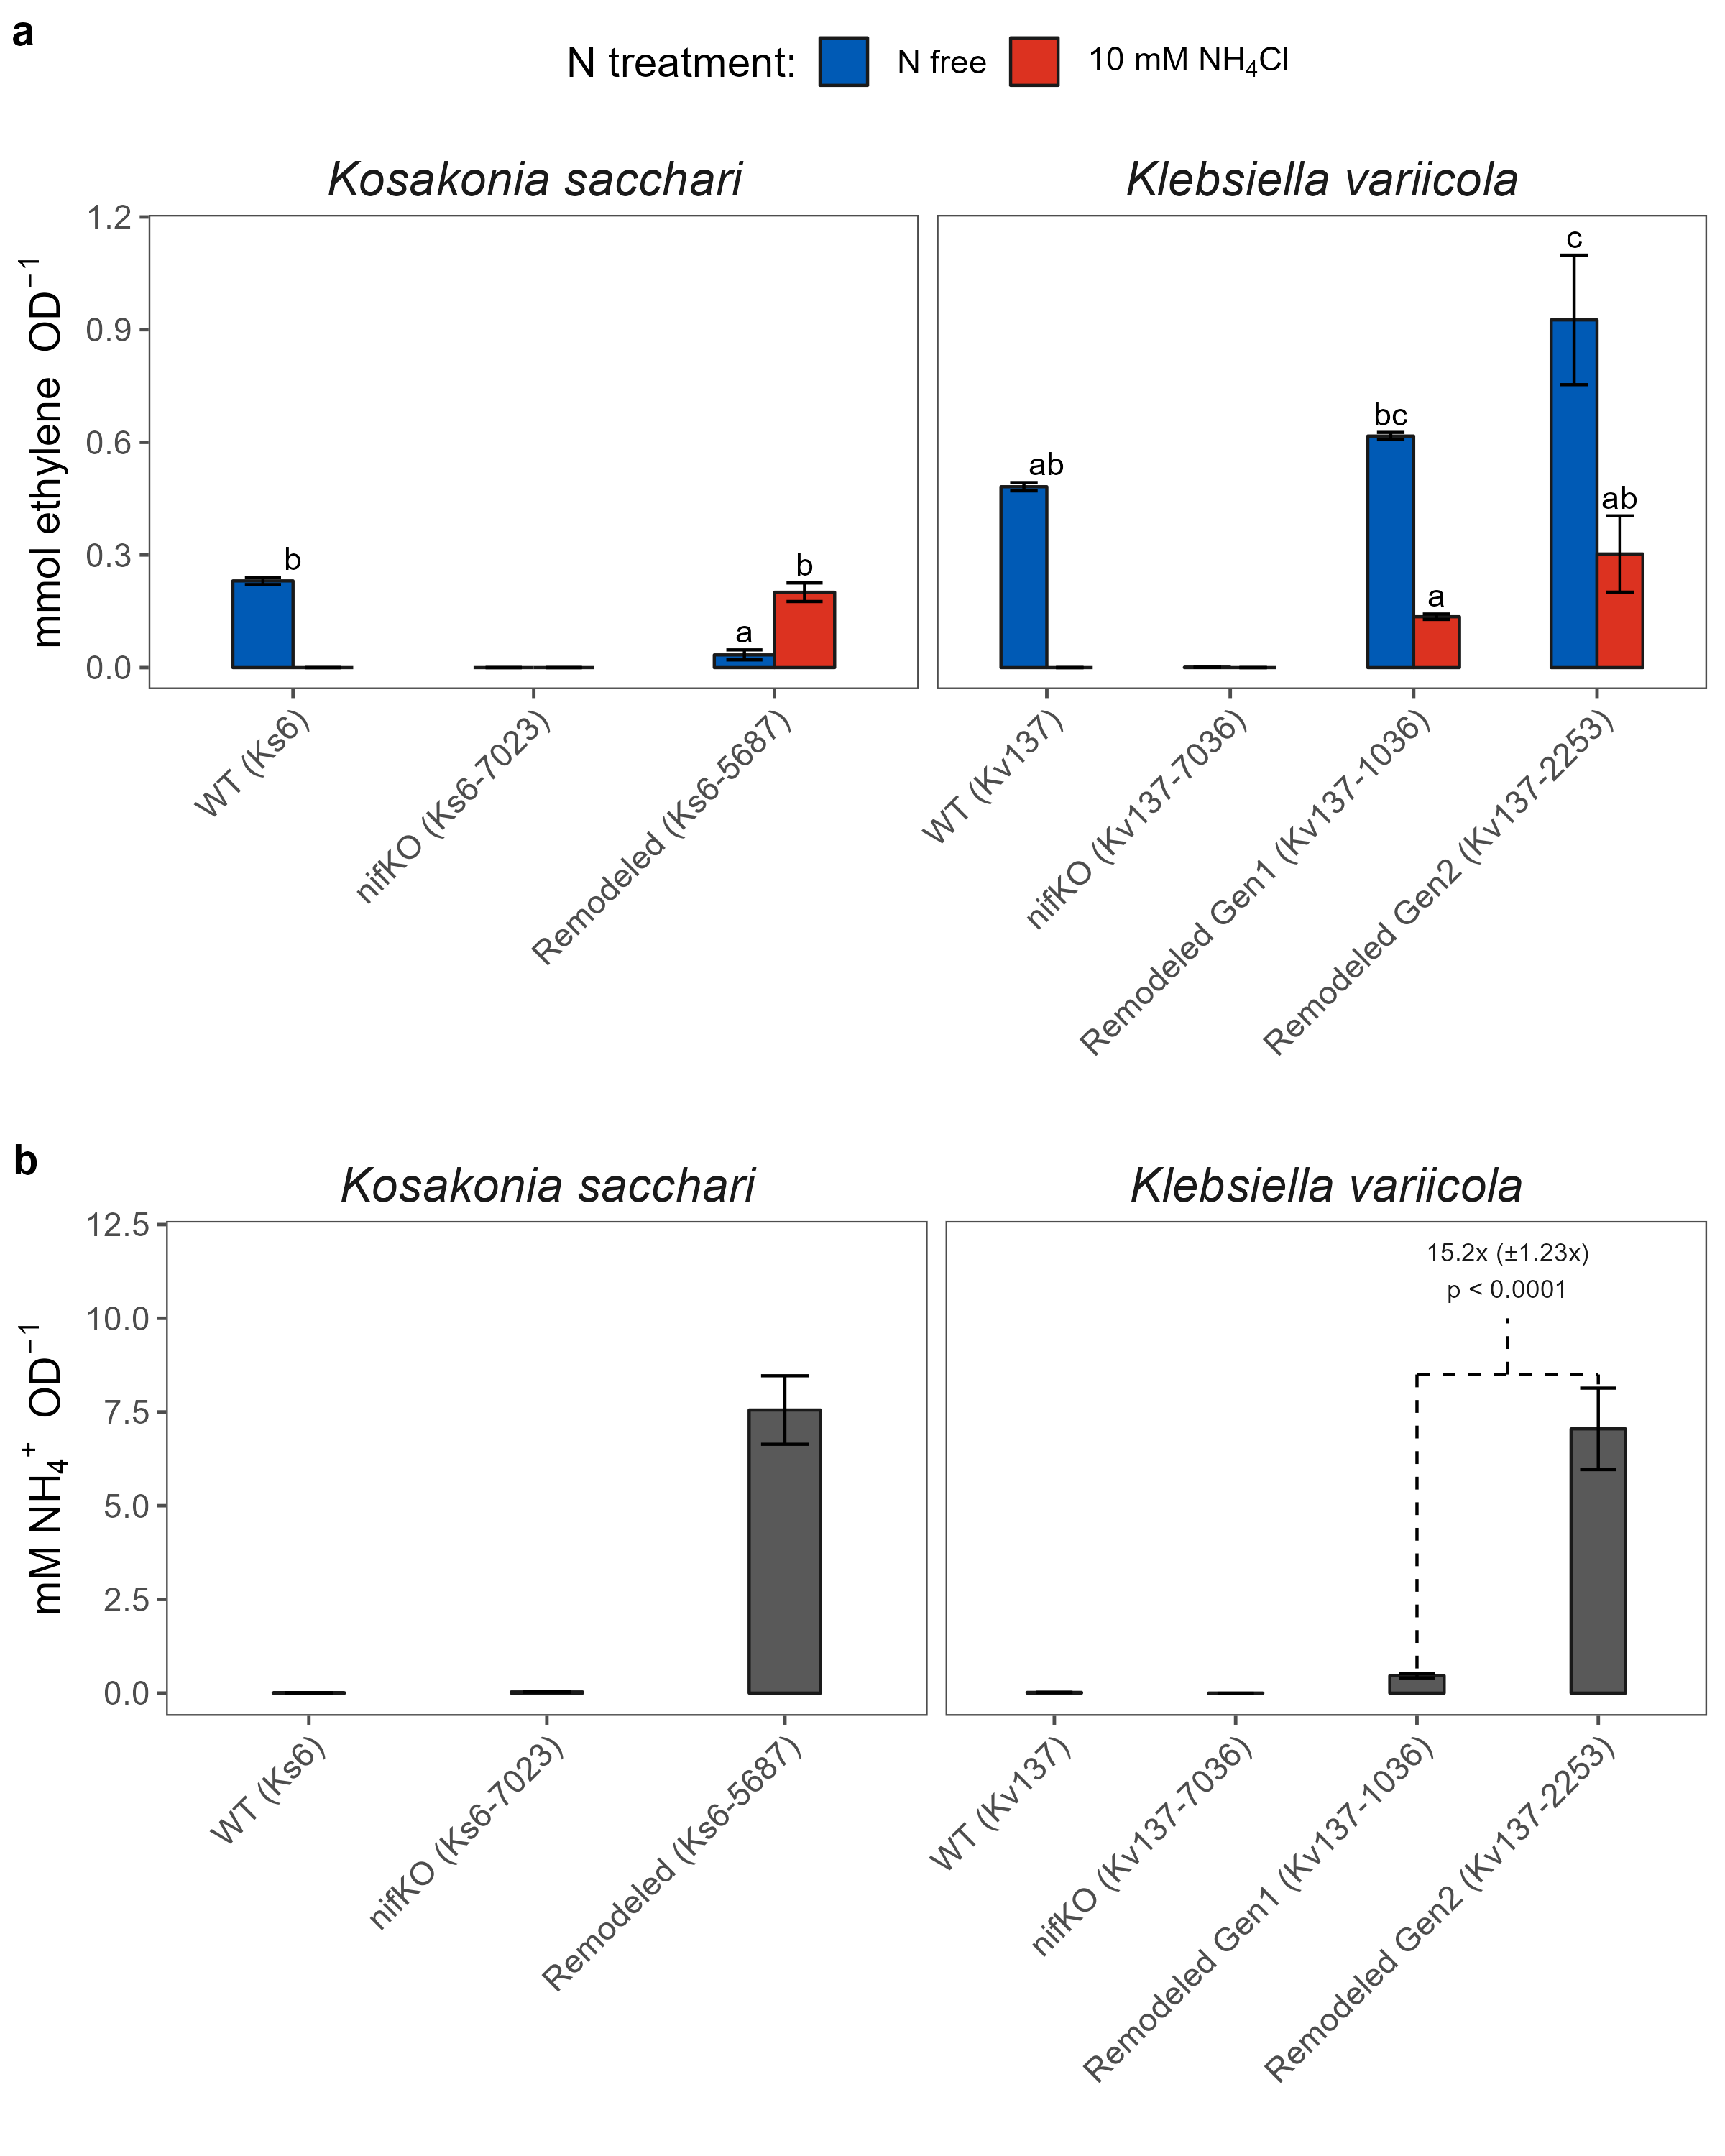 a
N treatment: N free 10 mM NH₄Cl
Kosakonia sacchari Klebsiella variicola
mmol ethylene OD⁻¹
1.2
0.9
0.6
0.3
0.0
b
a
b
ab
bc
a
c
ab
WT (Ks6)
nifKO (Ks6-7023)
Remodeled (Ks6-5687)
WT (Kv137)
nifKO (Kv137-7036)
Remodeled Gen1 (Kv137-1036)
Remodeled Gen2 (Kv137-2253)
b
Kosakonia sacchari Klebsiella variicola
mM NH₄⁺ OD⁻¹
12.5
10.0
7.5
5.0
2.5
0.0
15.2x (±1.23x)
p < 0.0001
WT (Ks6)
nifKO (Ks6-7023)
Remodeled (Ks6-5687)
WT (Kv137)
nifKO (Kv137-7036)
Remodeled Gen1 (Kv137-1036)
Remodeled Gen2 (Kv137-2253)